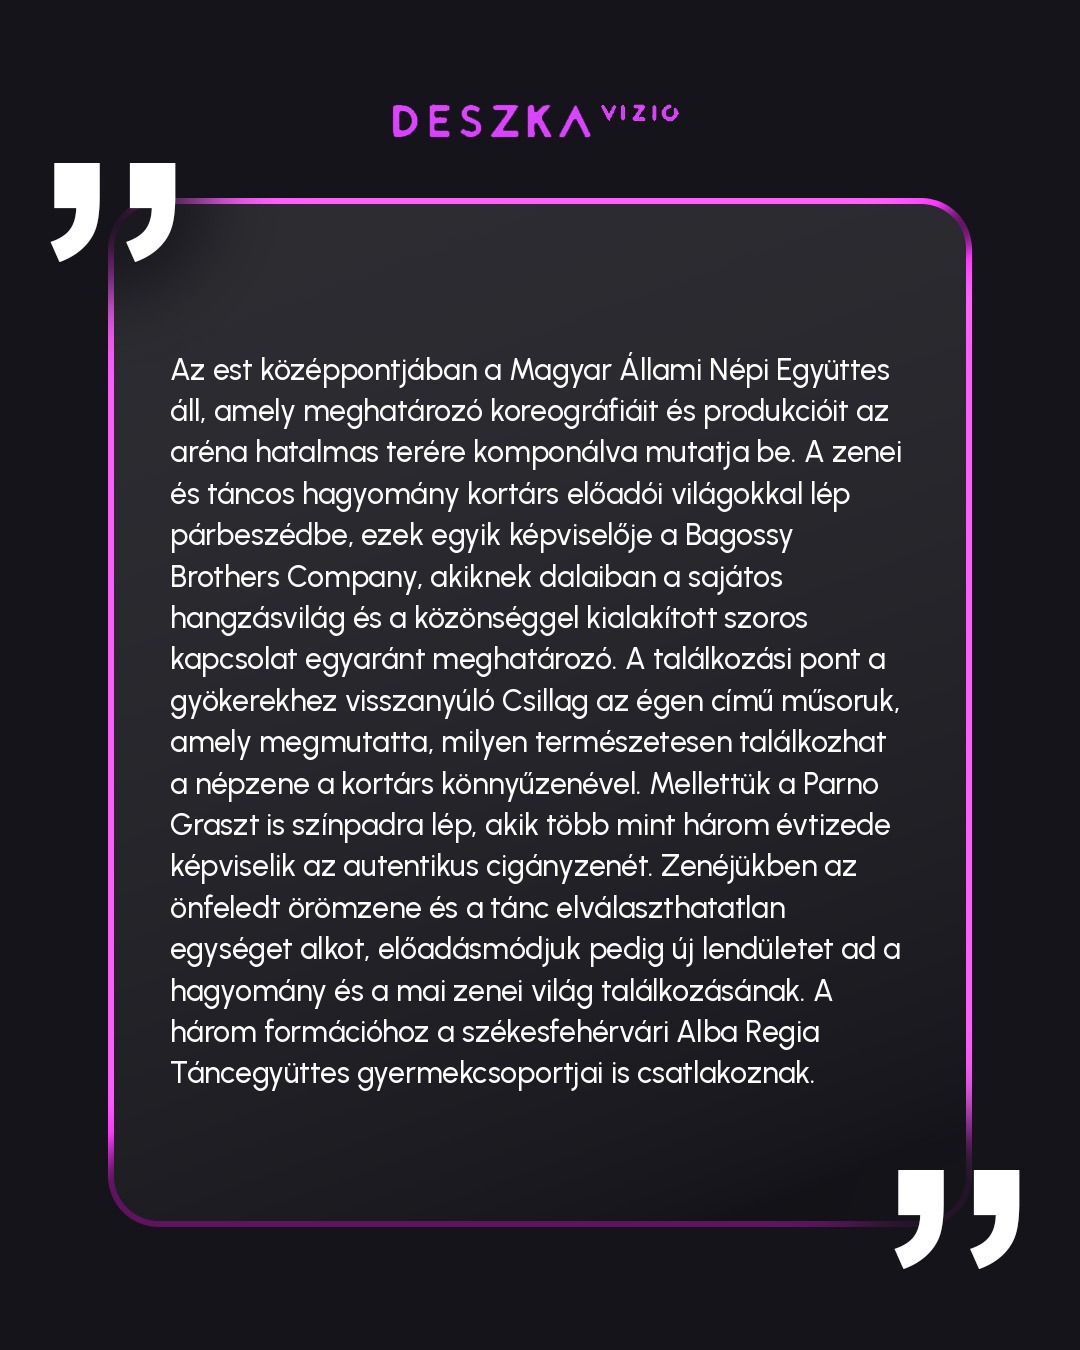 DESZKA VIZIO
”
Az est középpontjában a Magyar Állami Népi Együttes
áll, amely meghatározó koreográfiáit és produkcióit az
aréna hatalmas terére komponálva mutatja be. A zenei
és táncos hagyomány kortárs előadói világokkal lép
párbeszédbe, ezek egyik képviselője a Bagossy
Brothers Company, akiknek dalaiban a sajátos
hangzásvilág és a közönséggel kialakított szoros
kapcsolat egyaránt meghatározó. A találkozási pont a
gyökerekhez visszanyúló Csillag az égen című műsoruk,
amely megmutatta, milyen természetesen találkozhat
a népzene a kortárs könnyűzenével. Mellettük a Parno
Graszt is színpadra lép, akik több mint három évtizede
képviselik az autentikus cigányzenét. Zenéjükben az
önfeledt örömzene és a tánc elválaszthatatlan
egységet alkot, előadásmódjuk pedig új lendületet ad a
hagyomány és a mai zenei világ találkozásának. A
három formációhoz a székesfehérvári Alba Regia
Táncegyüttes gyermekcsoportjai is csatlakoznak.
”